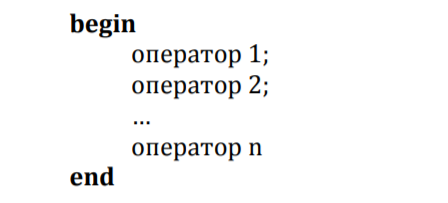 begin
оператор 1;
оператор 2;
...
оператор n
end